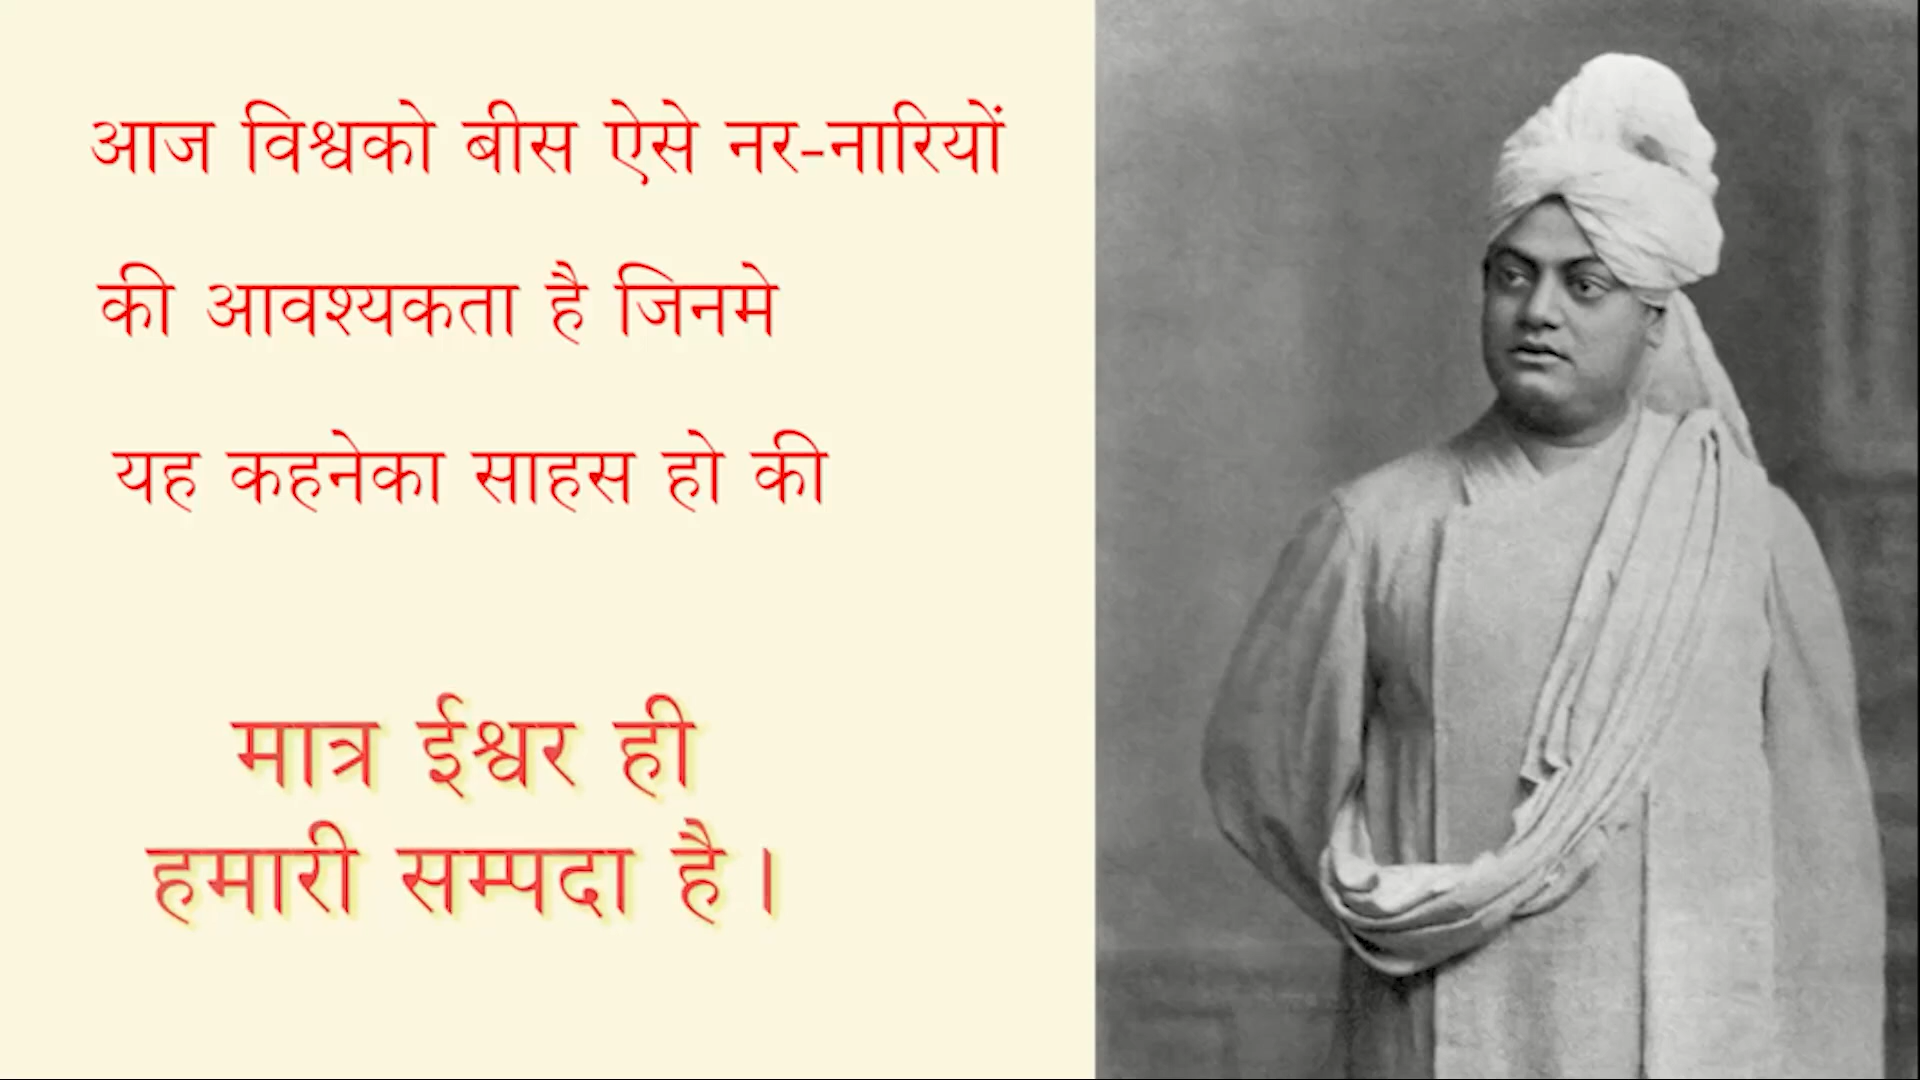 आज विश्वको बीस ऐसे नर-नारियों
की आवश्यकता है जिनमे
यह कहनेका साहस हो की
मात्र ईश्वर ही
हमारी सम्पदा है।